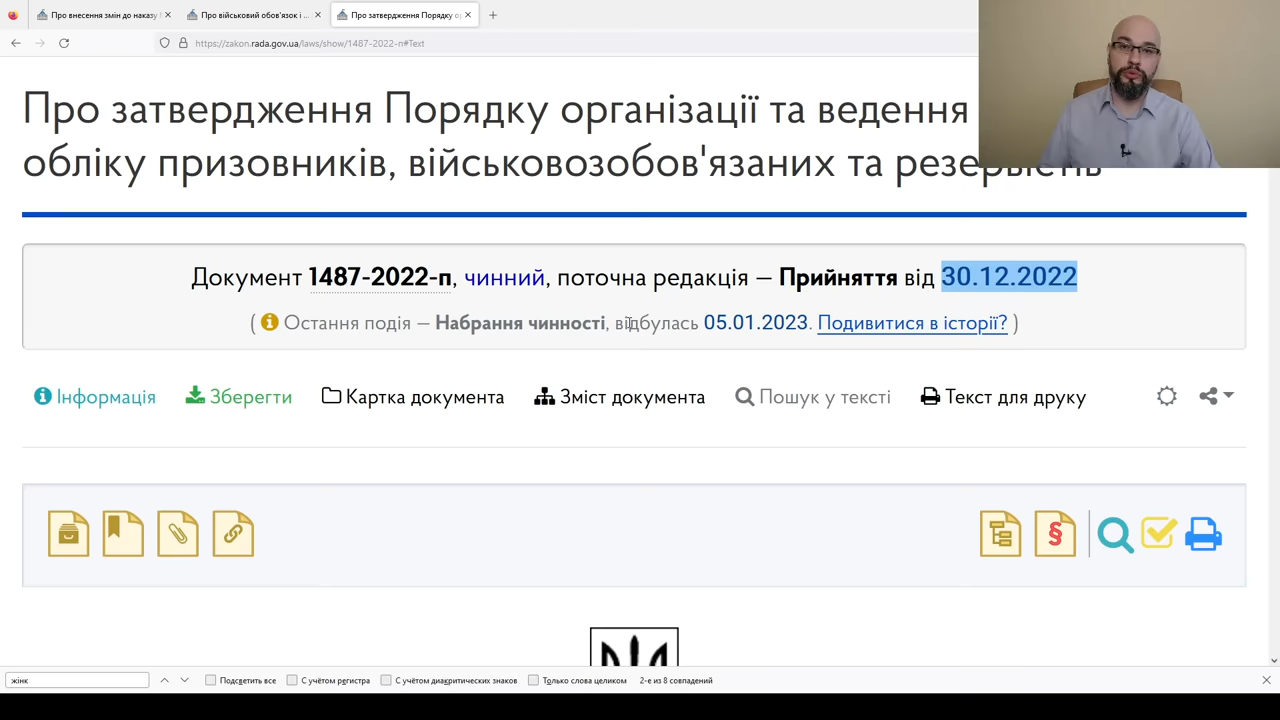 Про внесення змін до наказу
Про військовий обов'язок і ...
Про затвердження Порядку о
https://zakon.rada.gov.ua/laws/show/1487-2022-п#Text
Про затвердження Порядку організації та ведення
обліку призовників, військовозобов'язаних та резервістів
Документ 1487-2022-п, чинний, поточна редакція — Прийняття від 30.12.2022
( Остання подія — Набрання чинності, відбулась 05.01.2023. Подивитися в історії? )
Інформація Зберегти Картка документа Зміст документа Пошук у тексті Текст для друку
§
жінк Подсветить все С учётом регистра С учётом диакритических знаков Только слова целиком 2-е из 8 совпадений